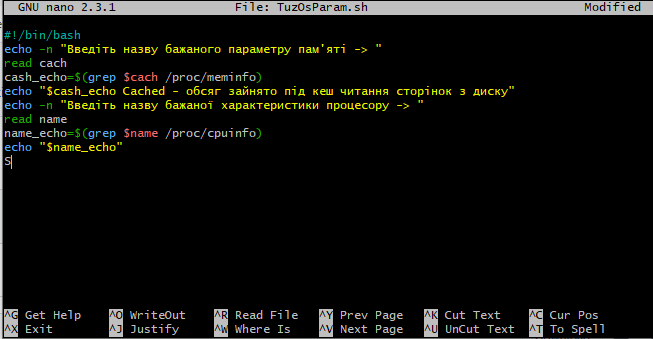 GNU nano 2.3.1 File: TuzOsParam.sh Modified
#!/bin/bash
echo -n "Введіть назву бажаного параметру пам'яті -> "
read cach
cash_echo=$(grep $cach /proc/meminfo)
echo "$cash_echo Cached - обсяг зайнято під кеш читання сторінок з диску"
echo -n "Введіть назву бажаної характеристики процесору -> "
read name
name_echo=$(grep $name /proc/cpuinfo)
echo "$name_echo"
S
^G Get Help ^O WriteOut ^R Read File ^Y Prev Page ^K Cut Text ^C Cur Pos
^X Exit ^J Justify ^W Where Is ^V Next Page ^U UnCut Text ^T To Spell